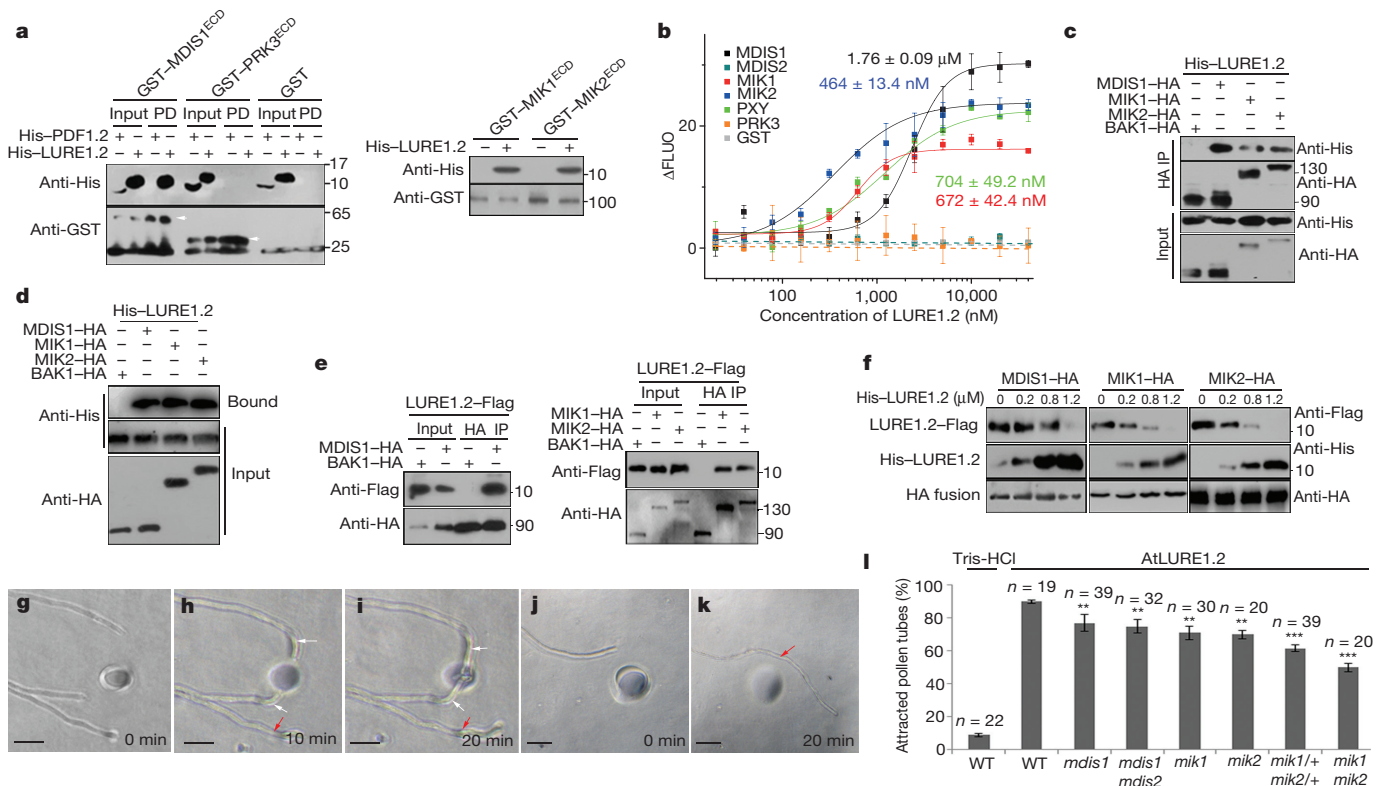 a
GST–MDIS1ECD
GST–PRK3ECD
GST
Input PD Input PD Input PD
His–PDF1.2 + − + − + − + − + − + −
His–LURE1.2 − + − + − + − + − + − +
Anti-His
17
10
Anti-GST
65
25
GST–MIK1ECD
GST–MIK2ECD
His–LURE1.2 − + − +
Anti-His
10
Anti-GST
100
b
MDIS1
MDIS2
MIK1
MIK2
PXY
PRK3
GST
1.76 ± 0.09 μM
464 ± 13.4 nM
704 ± 49.2 nM
672 ± 42.4 nM
ΔFLUO
20
0
100 1,000 10,000
Concentration of LURE1.2 (nM)
c
His–LURE1.2
MDIS1–HA − + − −
MIK1–HA − − + −
MIK2–HA − − − +
BAK1–HA + − − −
HA IP
Anti-His
130
Anti-HA
90
Input
Anti-His
Anti-HA
d
His–LURE1.2
MDIS1–HA − + − −
MIK1–HA − − + −
MIK2–HA − − − +
BAK1–HA + − − −
Anti-His
Bound
Input
Anti-HA
e
LURE1.2–Flag
Input HA IP
MDIS1–HA − + − +
BAK1–HA + − + −
Anti-Flag
10
Anti-HA
90
LURE1.2–Flag
Input HA IP
MIK1–HA − + − − + −
MIK2–HA − − + − − +
BAK1–HA + − − + − −
Anti-Flag
10
Anti-HA
130
90
f
MDIS1–HA MIK1–HA MIK2–HA
His–LURE1.2 (μM) 0 0.2 0.8 1.2 0 0.2 0.8 1.2 0 0.2 0.8 1.2
LURE1.2–Flag
Anti-Flag
10
His–LURE1.2
Anti-His
10
HA fusion
Anti-HA
g
0 min
h
10 min
i
20 min
j
0 min
k
20 min
l
Tris-HCl AtLURE1.2
Attracted pollen tubes (%)
100
80
60
40
20
0
n = 22
n = 19
n = 39
**
n = 32
**
n = 30
**
n = 20
**
n = 39
***
n = 20
***
WT WT mdis1 mdis1 mik1 mik2 mik1/+ mik1
mdis2 mik2/+ mik2